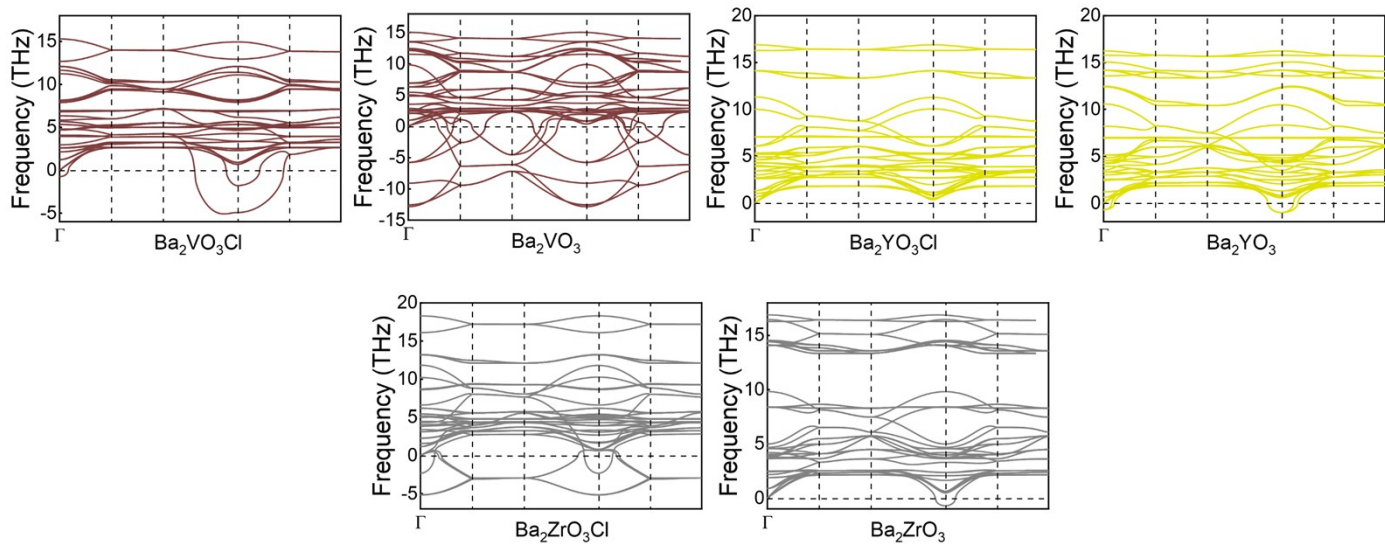 Frequency (THz)
15
10
5
0
-5
Γ
Ba₂VO₃Cl
Frequency (THz)
15
10
5
0
-5
-10
-15
Ba₂VO₃
Frequency (THz)
20
15
10
5
0
Γ
Ba₂YO₃Cl
Frequency (THz)
20
15
10
5
0
Γ
Ba₂YO₃
Frequency (THz)
20
15
10
5
0
-5
Γ
Ba₂ZrO₃Cl
Frequency (THz)
15
10
5
0
Γ
Ba₂ZrO₃